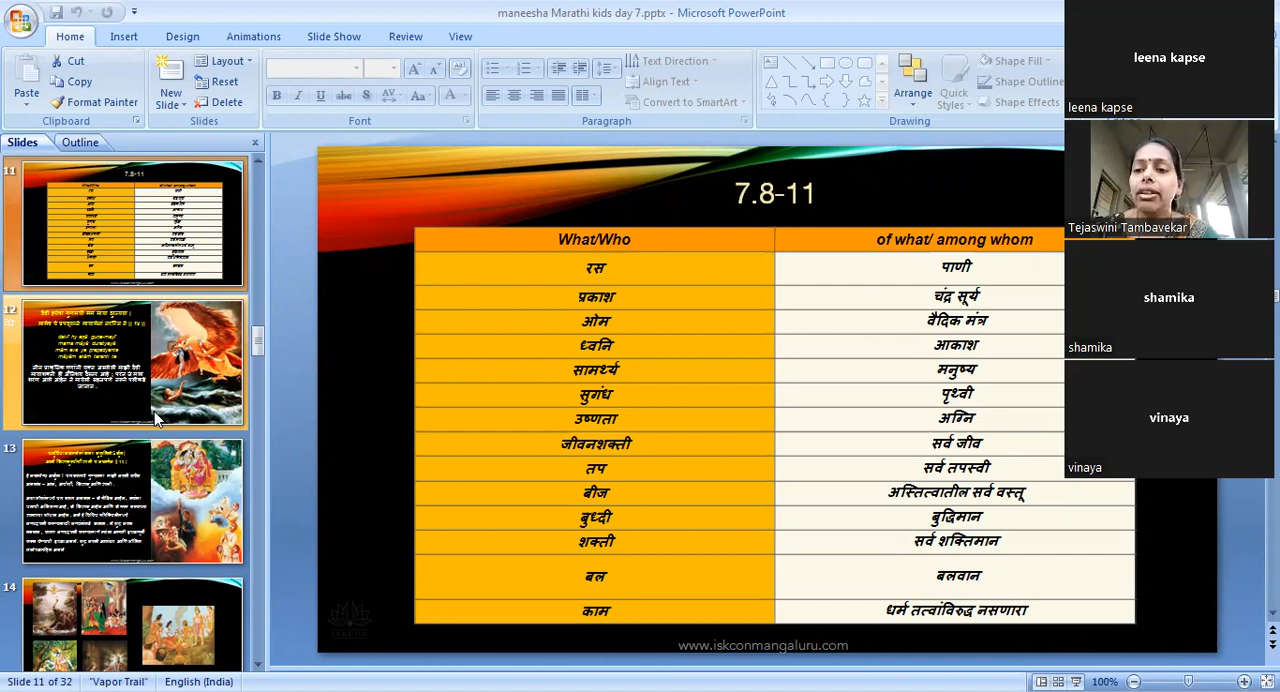 maneesha Marathi kids day 7.pptx - Microsoft PowerPoint
Home Insert Design Animations Slide Show Review View
Cut
Copy
Format Painter
Paste
Clipboard
New Slide
Layout
Reset
Delete
Slides
Font
Text Direction
Align Text
Convert to SmartArt
Paragraph
Arrange
Quick Styles
Shape Fill
Shape Outline
Shape Effects
Drawing
Slides Outline
11
12
13
14
7.8-11
What/Who of what/ among whom
रस पाणी
प्रकाश चंद्र सूर्य
ओम वैदिक मंत्र
ध्वनि आकाश
सामर्थ्य मनुष्य
सुगंध पृथ्वी
उष्णता अग्नि
जीवनशक्ती सर्व जीव
तप सर्व तपस्वी
बीज अस्तित्वातील सर्व वस्तू
बुध्दी बुद्धिमान
शक्ती सर्व शक्तिमान
बल बलवान
काम धर्म तत्वांविरुद्ध नसणारा
ISKCON
www.iskconmangaluru.com
leena kapse
leena kapse
Tejaswini Tambavekar
shamika
shamika
vinaya
vinaya
Slide 11 of 32 "Vapor Trail" English (India) 100%